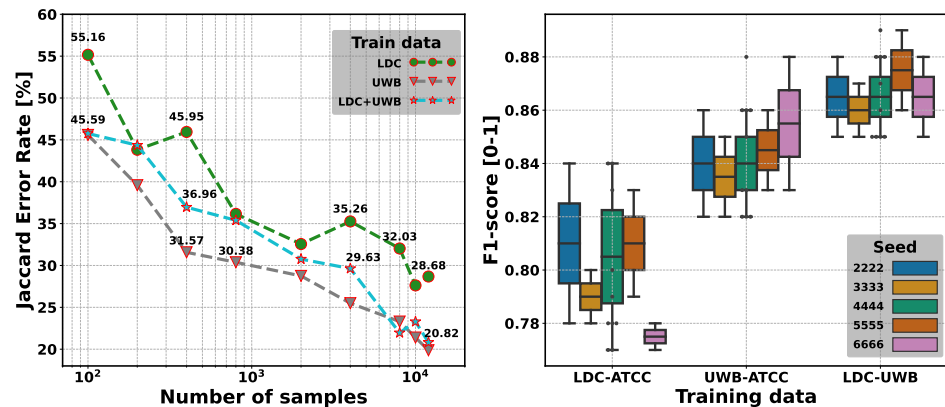 60
55
50
45
40
35
30
25
20
Jaccard Error Rate [%]
55.16
45.59
45.95
36.96
31.57
30.38
35.26
29.63
32.03
28.68
20.82
Train data
LDC
UWB
LDC+UWB
10²
10³
10⁴
Number of samples
0.88
0.86
0.84
0.82
0.80
0.78
F1-score [0-1]
Seed
2222
3333
4444
5555
6666
LDC-ATCC
UWB-ATCC
LDC-UWB
Training data